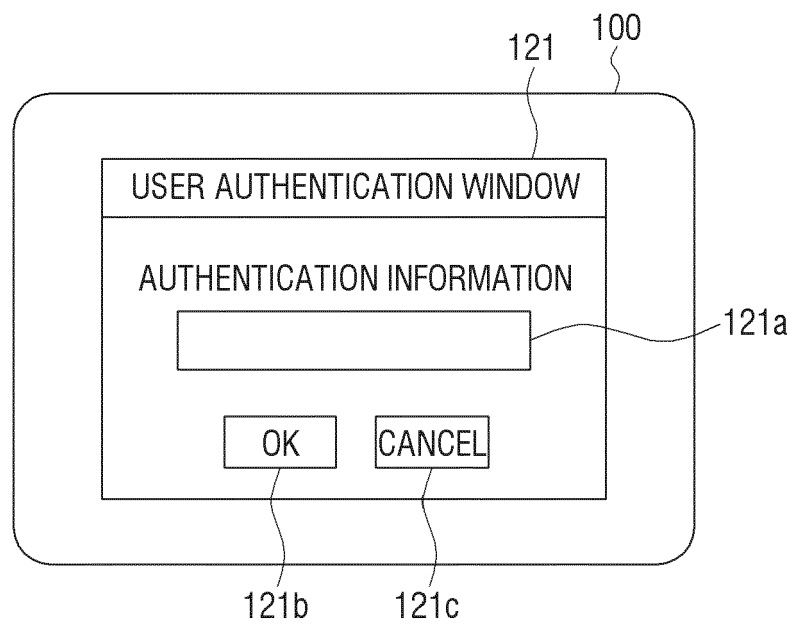 100
121
USER AUTHENTICATION WINDOW
AUTHENTICATION INFORMATION
121a
OK
CANCEL
121b
121c